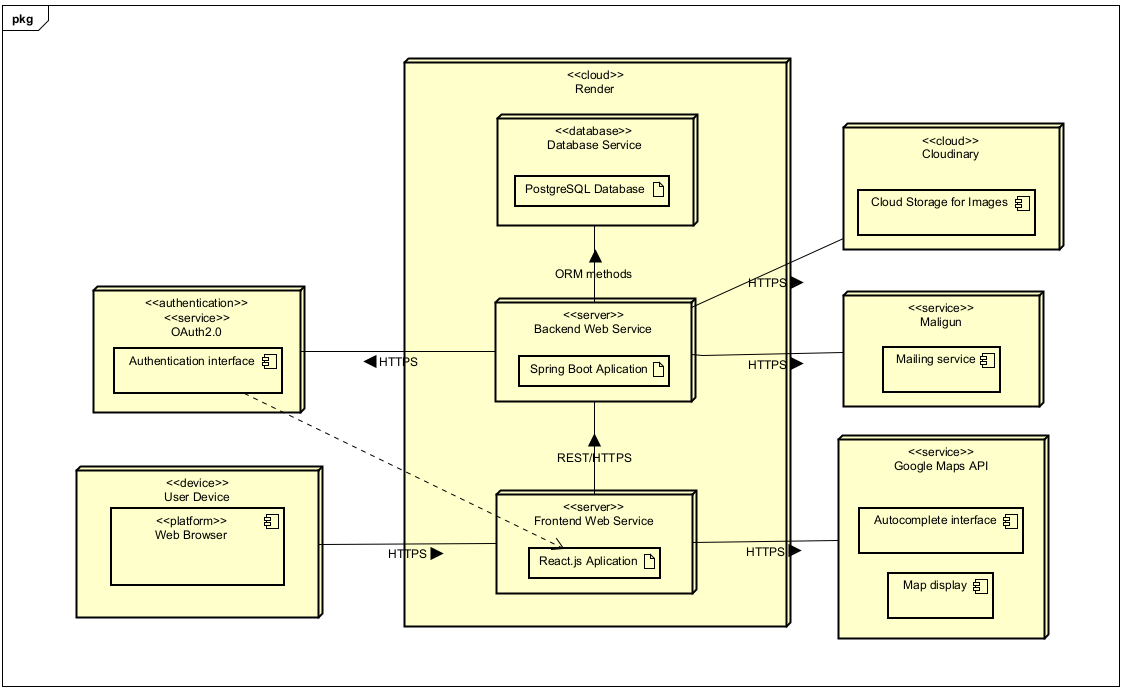 pkg
<<cloud>>
Render
<<database>>
Database Service
PostgreSQL Database
ORM methods
<<server>>
Backend Web Service
Spring Boot Aplication
REST/HTTPS
<<server>>
Frontend Web Service
React.js Aplication
<<authentication>>
<<service>>
OAuth2.0
Authentication interface
HTTPS
<<device>>
User Device
<<platform>>
Web Browser
HTTPS
<<cloud>>
Cloudinary
Cloud Storage for Images
HTTPS
<<service>>
Maligun
Mailing service
HTTPS
<<service>>
Google Maps API
Autocomplete interface
Map display
HTTPS